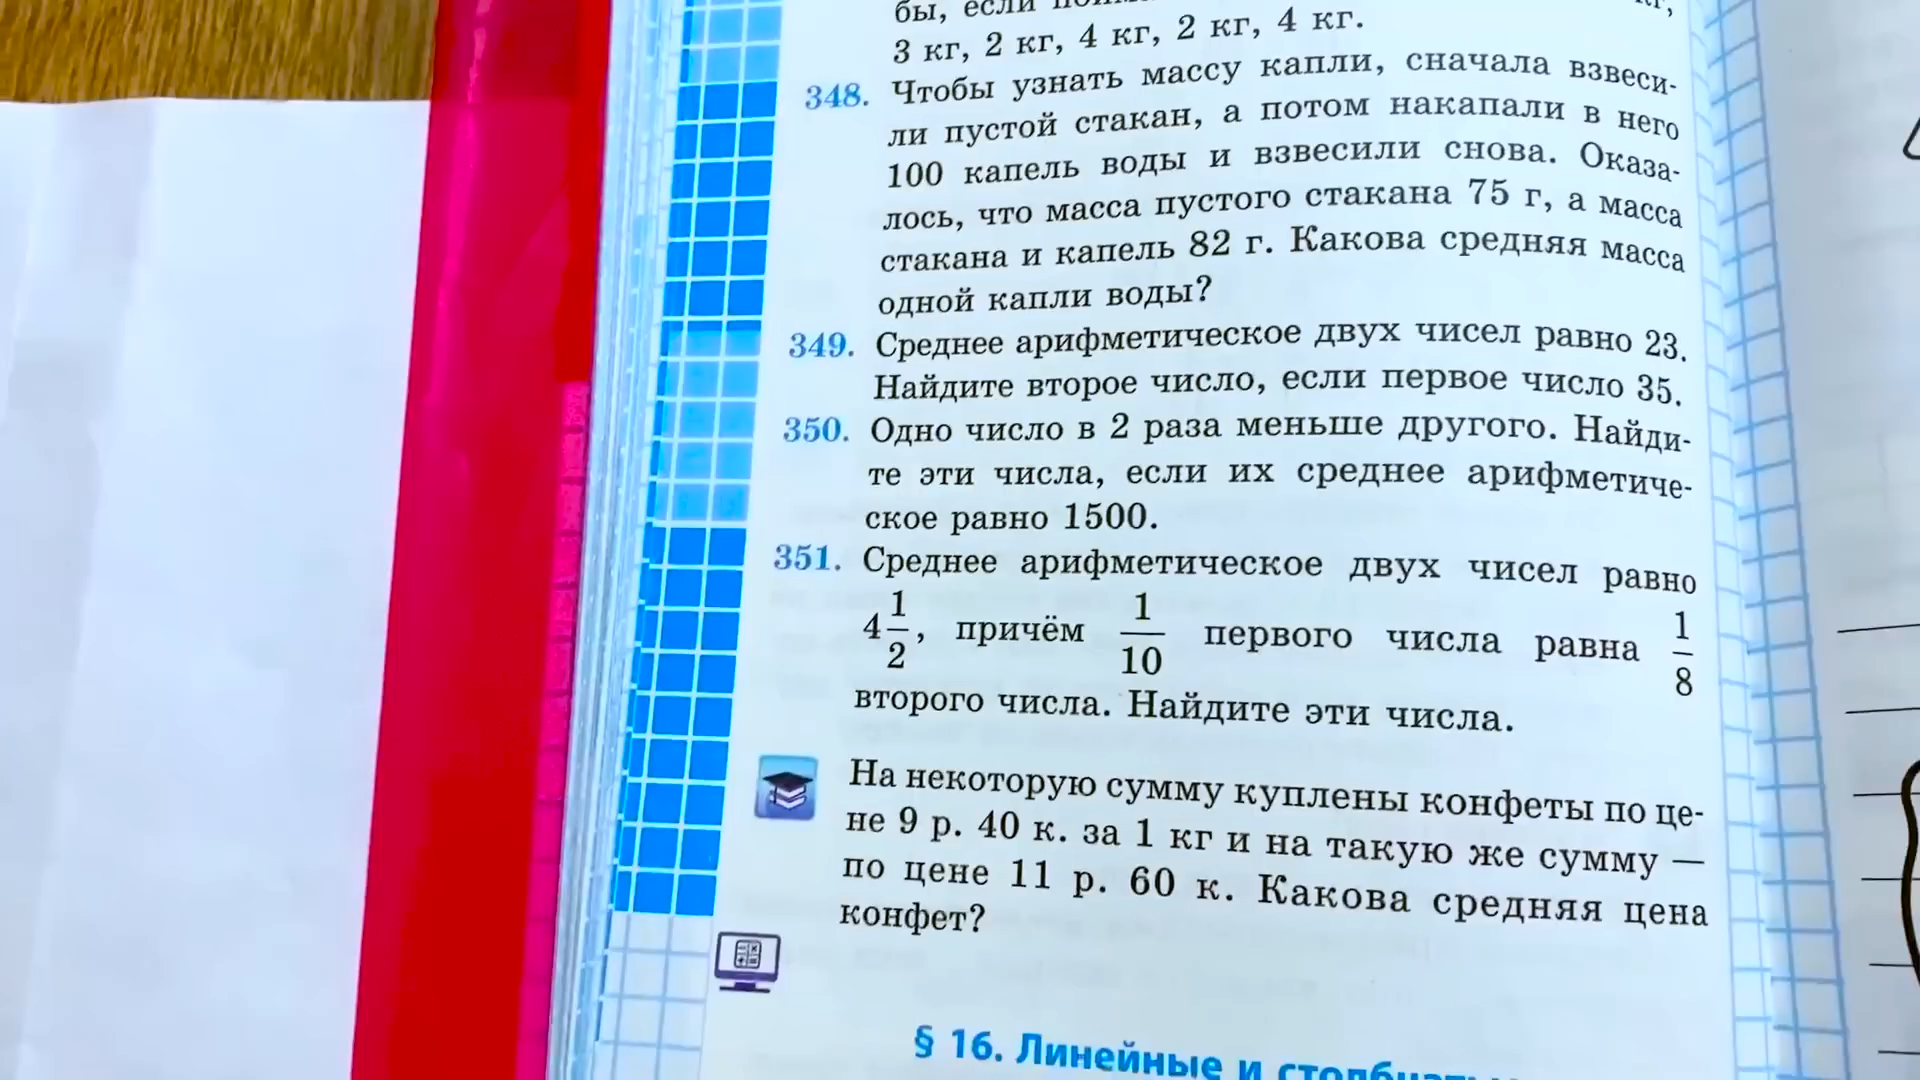 бы, если
3 кг, 2 кг, 4 кг, 2 кг, 4 кг.
348. Чтобы узнать массу капли, сначала взвеси-
ли пустой стакан, а потом накапали в него
100 капель воды и взвесили снова. Оказа-
лось, что масса пустого стакана 75 г, а масса
стакана и капель 82 г. Какова средняя масса
одной капли воды?
349. Среднее арифметическое двух чисел равно 23.
Найдите второе число, если первое число 35.
350. Одно число в 2 раза меньше другого. Найди-
те эти числа, если их среднее арифметиче-
ское равно 1500.
351. Среднее арифметическое двух чисел равно
4 1/2, причём 1/10 первого числа равна 1/8
второго числа. Найдите эти числа.
На некоторую сумму куплены конфеты по це-
не 9 р. 40 к. за 1 кг и на такую же сумму —
по цене 11 р. 60 к. Какова средняя цена
конфет?
§ 16. Линейные и